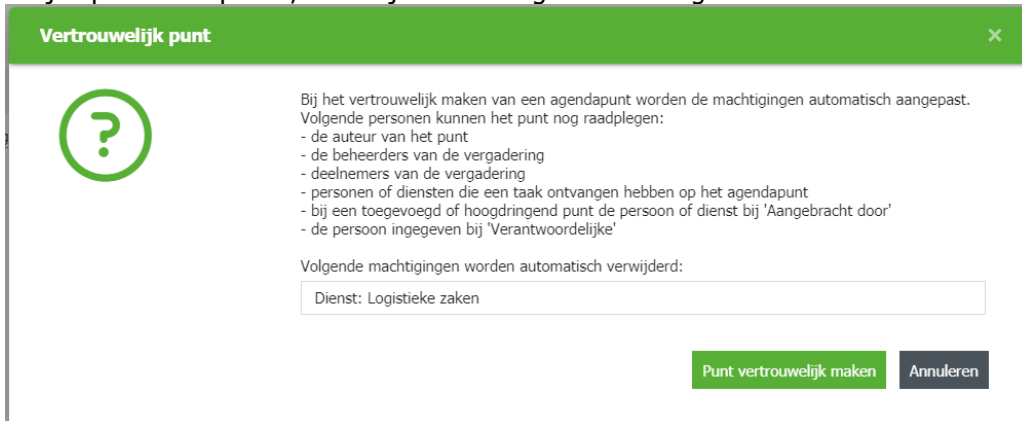 Vertrouwelijk punt
×
Bij het vertrouwelijk maken van een agendapunt worden de machtigingen automatisch aangepast.
Volgende personen kunnen het punt nog raadplegen:
- de auteur van het punt
- de beheerders van de vergadering
- deelnemers van de vergadering
- personen of diensten die een taak ontvangen hebben op het agendapunt
- bij een toegevoegd of hoogdringend punt de persoon of dienst bij 'Aangebracht door'
- de persoon ingegeven bij 'Verantwoordelijke'
Volgende machtigingen worden automatisch verwijderd:
Dienst: Logistieke zaken
Punt vertrouwelijk maken Annuleren